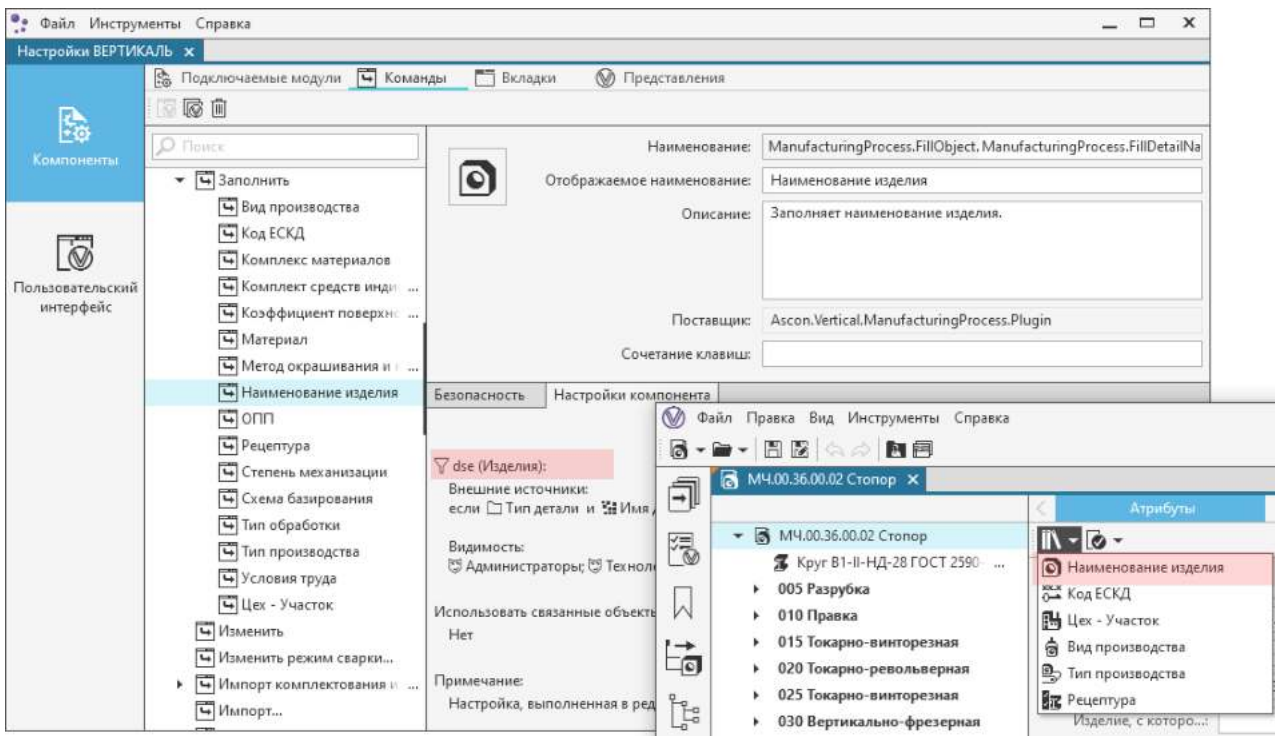 Файл Инструменты Справка
Настройки ВЕРТИКАЛЬ
Компоненты
Пользовательский
интерфейс
Подключаемые модули Команды Вкладки Представления
Поиск
Заполнить
Вид производства
Код ЕСКД
Комплекс материалов
Комплект средств инди ...
Коэффициент поверхнс ...
Материал
Метод окрашивания и ...
Наименование изделия
ОПП
Рецептура
Степень механизации
Схема базирования
Тип обработки
Тип производства
Условия труда
Цех - Участок
Изменить
Изменить режим сварки...
Импорт комплектования и ...
Импорт...
Наименование: ManufacturingProcess.FillObject.ManufacturingProcess.FillDetailNa
Отображаемое наименование: Наименование изделия
Описание: Заполняет наименование изделия.
Поставщик: Ascon.Vertical.ManufacturingProcess.Plugin
Сочетание клавиш:
Безопасность Настройки компонента
dse (Изделия):
Внешние источники:
если Тип детали и Имя
Видимость:
Администраторы; Техноло
Использовать связанные объекты
Нет
Примечание:
Настройка, выполненная в ред
Файл Правка Вид Инструменты Справка
МЧ.00.36.00.02 Стопор
МЧ.00.36.00.02 Стопор
Круг В1-II-НД-28 ГОСТ 2590 ...
005 Разрубка
010 Правка
015 Токарно-винторезная
020 Токарно-револьверная
025 Токарно-винторезная
030 Вертикально-фрезерная
Атрибуты
Наименование изделия
Код ЕСКД
Цех - Участок
Вид производства
Тип производства
Рецептура
Изделие, с которо...: